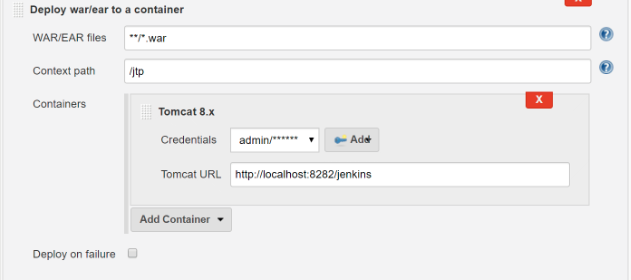 X
Deploy war/ear to a container
WAR/EAR files **/*.war
Context path /jtp
Containers
X
Tomcat 8.x
Credentials admin/****** Add
Tomcat URL http://localhost:8282/jenkins
Add Container
Deploy on failure